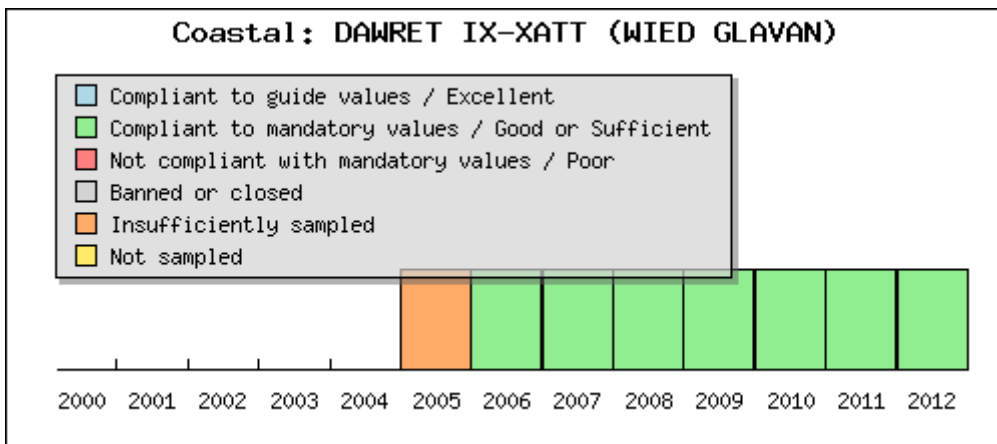 Coastal: DAWRET IX-XATT (WIED GLAVAN)
Compliant to guide values / Excellent
Compliant to mandatory values / Good or Sufficient
Not compliant with mandatory values / Poor
Banned or closed
Insufficiently sampled
Not sampled
2000 2001 2002 2003 2004 2005 2006 2007 2008 2009 2010 2011 2012